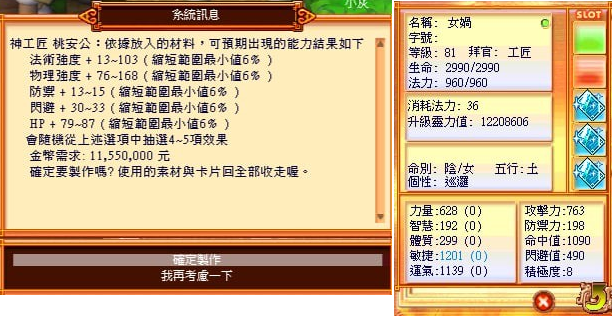 小炭
系統訊息
神工匠 桃安公：依據放入的材料，可預期出現的能力結果如下
法術強度 + 13~103 ( 縮短範圍最小值6% )
物理強度 + 76~168 ( 縮短範圍最小值6% )
防禦 + 13~15 ( 縮短範圍最小值6% )
閃避 + 30~33 ( 縮短範圍最小值6% )
HP + 79~87 ( 縮短範圍最小值6% )
會隨機從上述選項中抽選4~5項效果
金幣需求: 11,550,000 元
確定要製作嗎? 使用的素材與卡片回全部收走喔。
確定製作
我再考慮一下
名稱: 女媧
字號:
等級: 81 拜官: 工匠
生命: 2990/2990
法力: 960/960
SLOT
消耗法力: 36
升級靈力值: 12208606
命別: 陰/女 五行: 土
個性: 巡邏
力量:628 (0) 攻擊力:763
智慧:192 (0) 防禦力:198
體質:299 (0) 命中值:1090
敏捷:1201 (0) 閃避值:490
運氣:1139 (0) 積極度:8